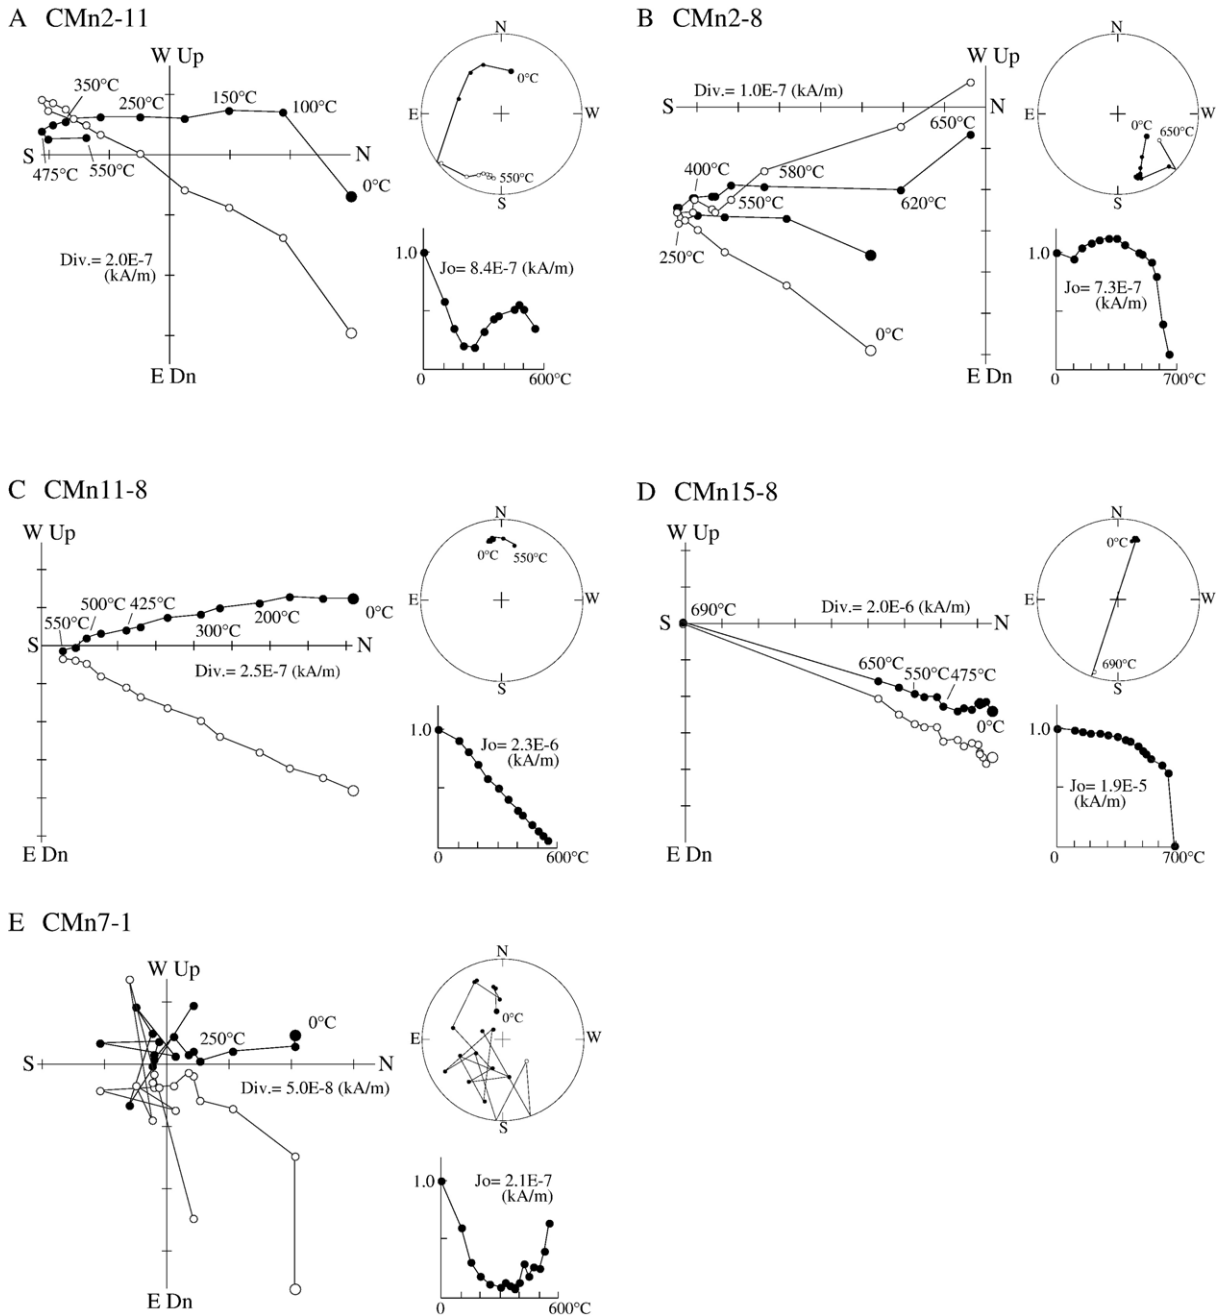 A CMn2-11
W Up
350°C
250°C
150°C
100°C
S
N
475°C
550°C
0°C
Div.= 2.0E-7
(kA/m)
E Dn
N
0°C
E
W
550°C
S
1.0
Jo= 8.4E-7 (kA/m)
0
600°C
B CMn2-8
W Up
Div.= 1.0E-7 (kA/m)
S
N
650°C
400°C
580°C
550°C
620°C
250°C
0°C
E Dn
N
E
W
0°C
650°C
S
1.0
Jo= 7.3E-7
(kA/m)
0
700°C
C CMn11-8
W Up
550°C
500°C
425°C
300°C
200°C
0°C
S
N
Div.= 2.5E-7 (kA/m)
E Dn
N
0°C
550°C
E
W
S
1.0
Jo= 2.3E-6
(kA/m)
0
600°C
D CMn15-8
W Up
690°C
Div.= 2.0E-6 (kA/m)
S
N
650°C
550°C
475°C
0°C
E Dn
N
0°C
E
W
690°C
S
1.0
Jo= 1.9E-5
(kA/m)
0
700°C
E CMn7-1
W Up
250°C
0°C
S
N
Div.= 5.0E-8 (kA/m)
E Dn
N
0°C
E
W
S
1.0
Jo= 2.1E-7
(kA/m)
0
600°C